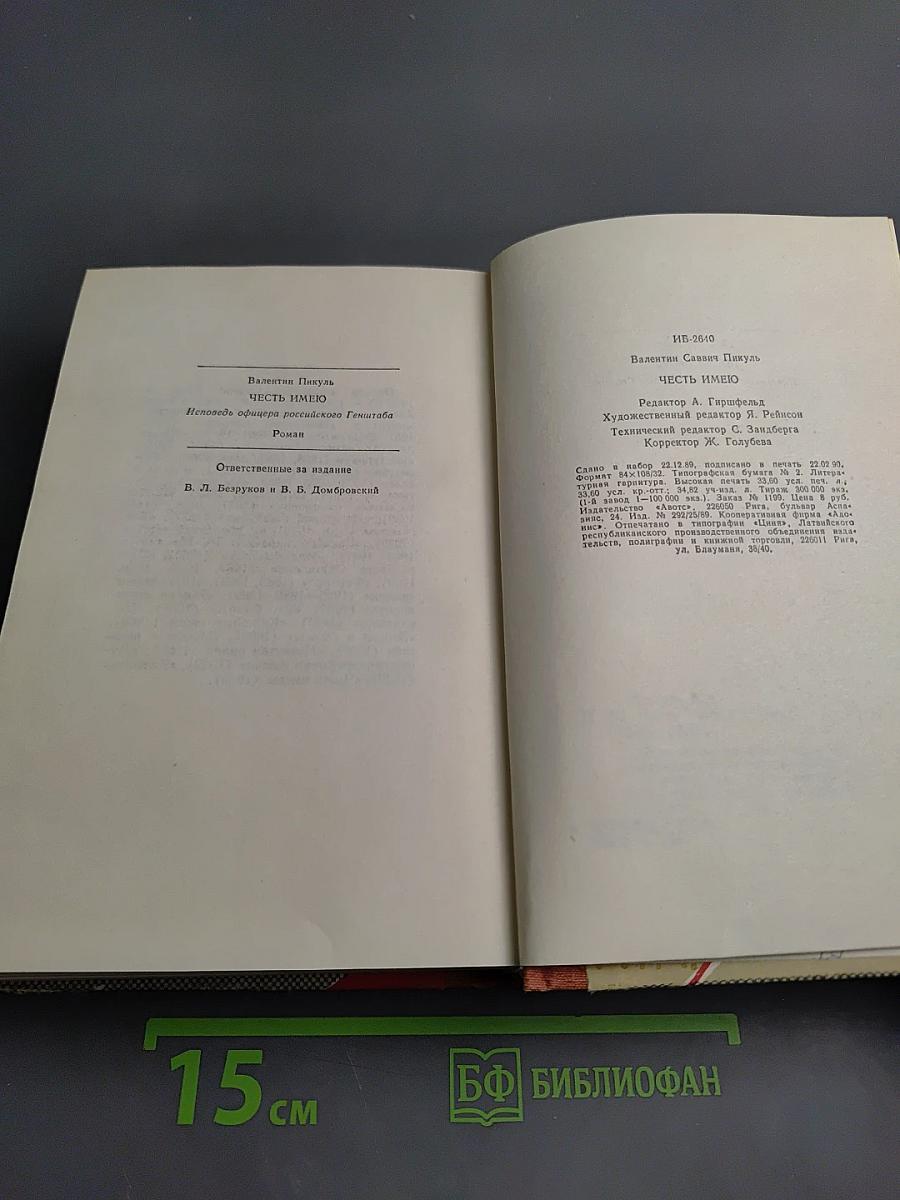 Валентин Пикуль
ЧЕСТЬ ИМЕЮ
Исповедь офицера российского Генштаба
Роман
Ответственные за издание
В. Л. Безруков и В. Б. Домбровский
ИБ-2640
Валентин Саввич Пикуль
ЧЕСТЬ ИМЕЮ
Редактор А. Гиршфельд
Художественный редактор Я. Рейнсон
Технический редактор С. Зандберга
Корректор Ж. Голубева
Сдано в набор 22.12.89, подписано в печать 22.02 90.
Формат 84×108/32. Типографская бумага № 2. Литера-
турная гарнитура. Высокая печать 33,60 усл. печ. л.,
33,60 усл. кр.-отт.; 34,82 уч-изд. л. Тираж 300 000 экз.
(1-й завод 1—100 000 экз.). Заказ № 1199. Цена 8 руб.
Издательство «Авотс», 226050 Рига, бульвар Аспа-
зияс, 24. Изд. № 292/25/89. Кооперативная фирма «Адо-
нис». Отпечатано в типографии «Циня», Латвийского
республиканского производственного объединения изда-
тельств, полиграфии и книжной торговли, 226011 Рига,
ул. Блауманя, 38/40.
15 см
БФ БИБЛИОФАН